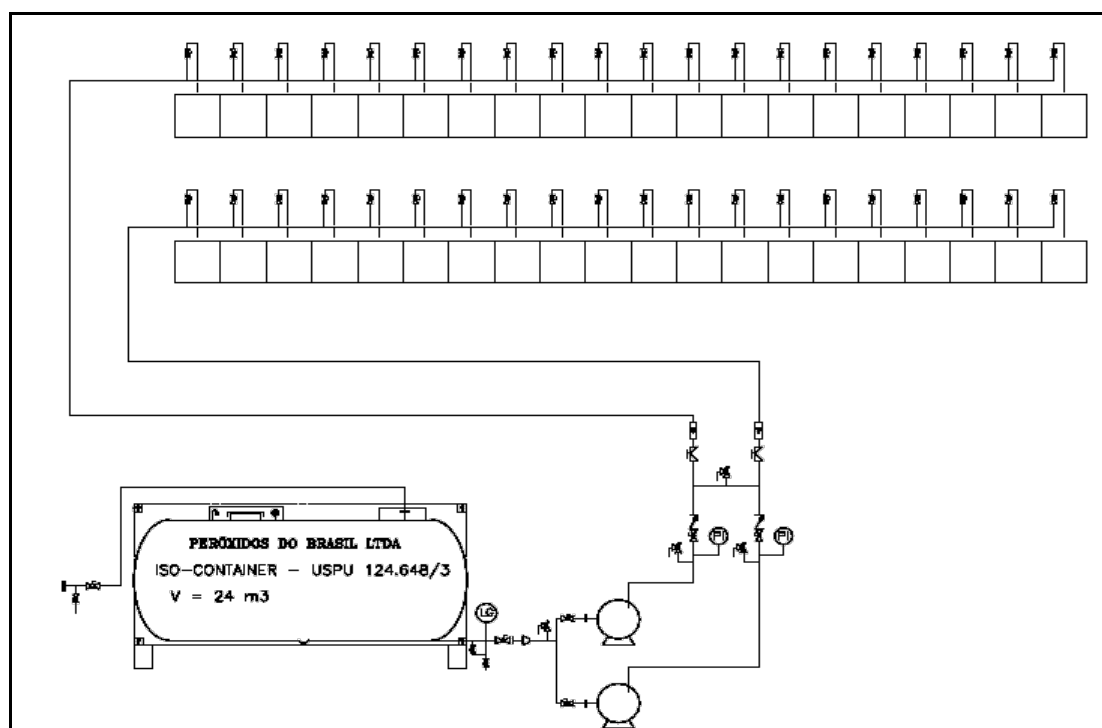 PERÓXIDOS DO BRASIL LTDA
ISO-CONTAINER - USPU 124.648/3
V = 24 m3
PI
PI
LG